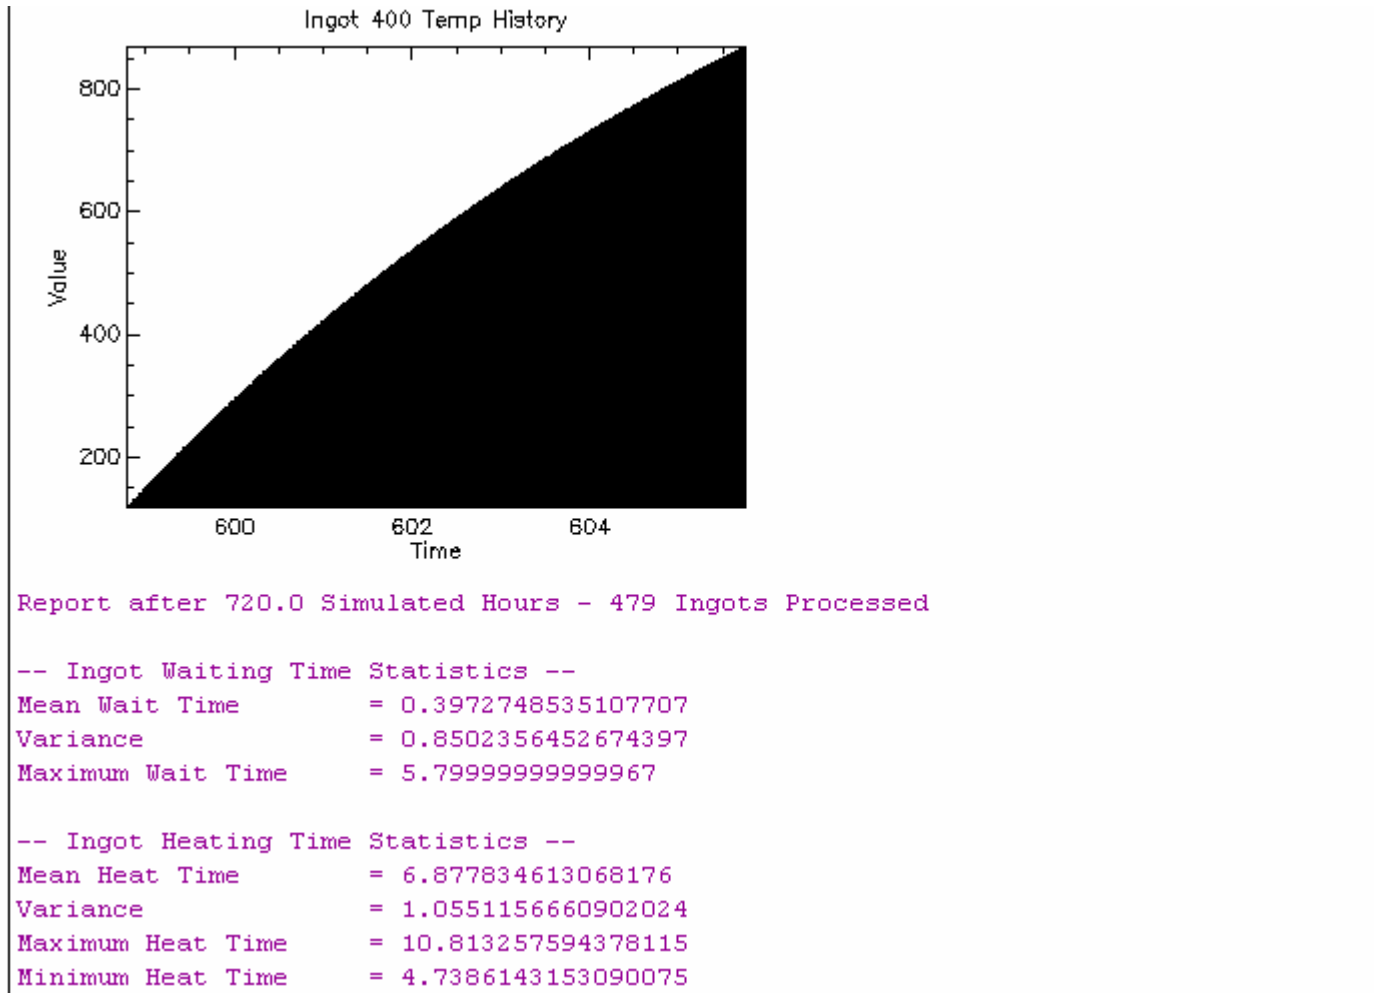 Ingot 400 Temp History
800
600
400
200
Value
600 602 604
Time
Report after 720.0 Simulated Hours - 479 Ingots Processed
-- Ingot Waiting Time Statistics --
Mean Wait Time = 0.3972748535107707
Variance = 0.8502356452674397
Maximum Wait Time = 5.79999999999967
-- Ingot Heating Time Statistics --
Mean Heat Time = 6.877834613068176
Variance = 1.0551156660902024
Maximum Heat Time = 10.813257594378115
Minimum Heat Time = 4.7386143153090075